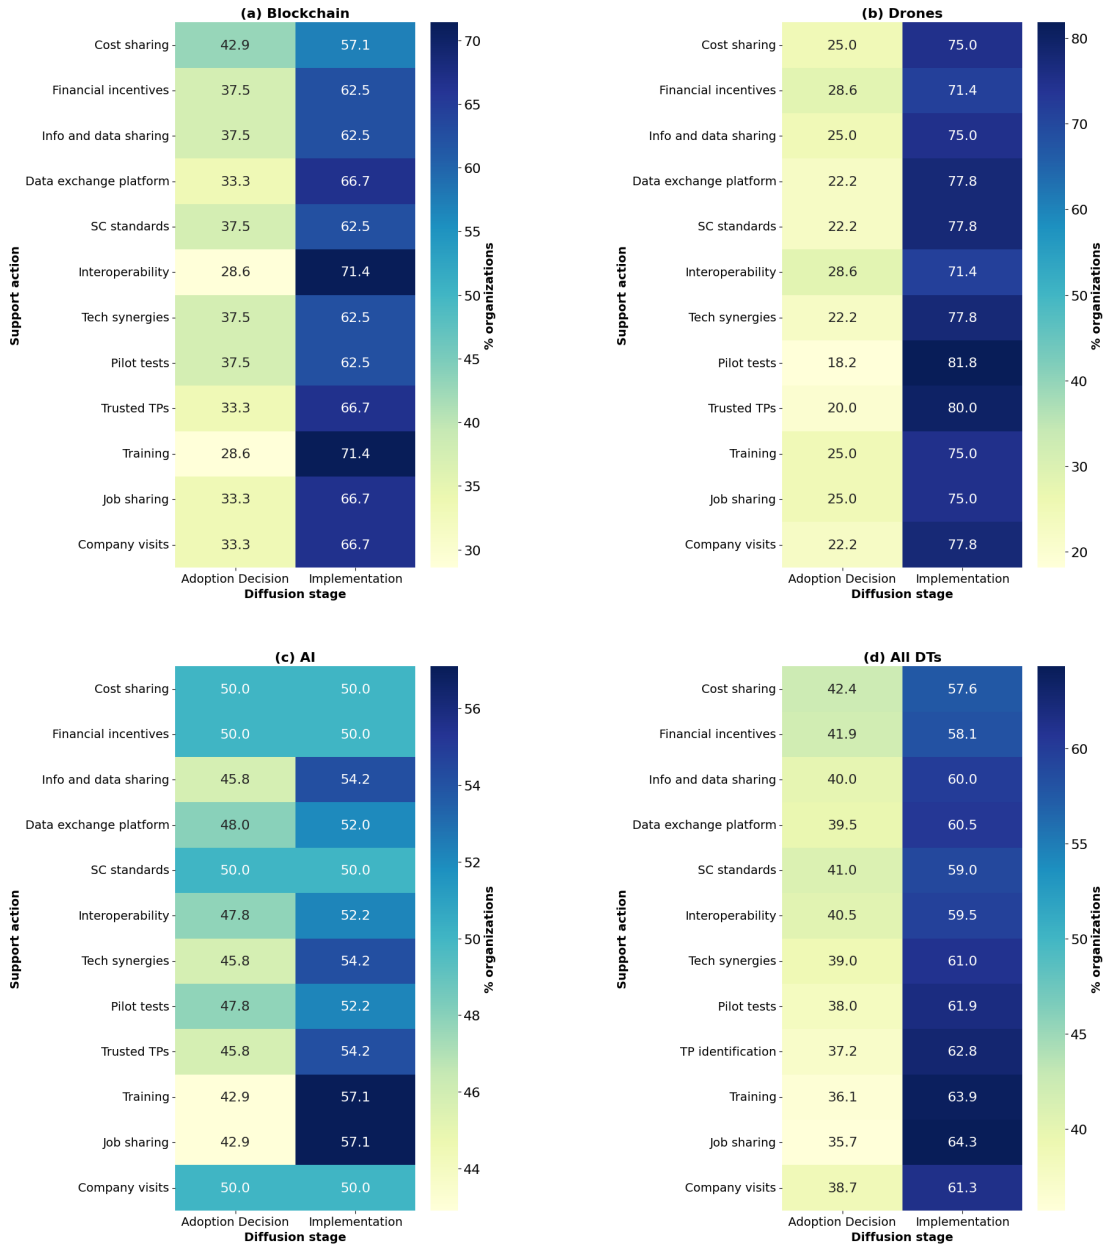 (a) Blockchain
Cost sharing 42.9 57.1
Financial incentives 37.5 62.5
Info and data sharing 37.5 62.5
Data exchange platform 33.3 66.7
SC standards 37.5 62.5
Interoperability 28.6 71.4
Tech synergies 37.5 62.5
Pilot tests 37.5 62.5
Trusted TPs 33.3 66.7
Training 28.6 71.4
Job sharing 33.3 66.7
Company visits 33.3 66.7
Adoption Decision Implementation
Diffusion stage
Support action
70
65
60
55
50
45
40
35
30
% organizations
(b) Drones
Cost sharing 25.0 75.0
Financial incentives 28.6 71.4
Info and data sharing 25.0 75.0
Data exchange platform 22.2 77.8
SC standards 22.2 77.8
Interoperability 28.6 71.4
Tech synergies 22.2 77.8
Pilot tests 18.2 81.8
Trusted TPs 20.0 80.0
Training 25.0 75.0
Job sharing 25.0 75.0
Company visits 22.2 77.8
Adoption Decision Implementation
Diffusion stage
Support action
80
70
60
50
40
30
20
% organizations
(c) AI
Cost sharing 50.0 50.0
Financial incentives 50.0 50.0
Info and data sharing 45.8 54.2
Data exchange platform 48.0 52.0
SC standards 50.0 50.0
Interoperability 47.8 52.2
Tech synergies 45.8 54.2
Pilot tests 47.8 52.2
Trusted TPs 45.8 54.2
Training 42.9 57.1
Job sharing 42.9 57.1
Company visits 50.0 50.0
Adoption Decision Implementation
Diffusion stage
Support action
56
54
52
50
48
46
44
% organizations
(d) All DTs
Cost sharing 42.4 57.6
Financial incentives 41.9 58.1
Info and data sharing 40.0 60.0
Data exchange platform 39.5 60.5
SC standards 41.0 59.0
Interoperability 40.5 59.5
Tech synergies 39.0 61.0
Pilot tests 38.0 61.9
TP identification 37.2 62.8
Training 36.1 63.9
Job sharing 35.7 64.3
Company visits 38.7 61.3
Adoption Decision Implementation
Diffusion stage
Support action
60
55
50
45
40
% organizations